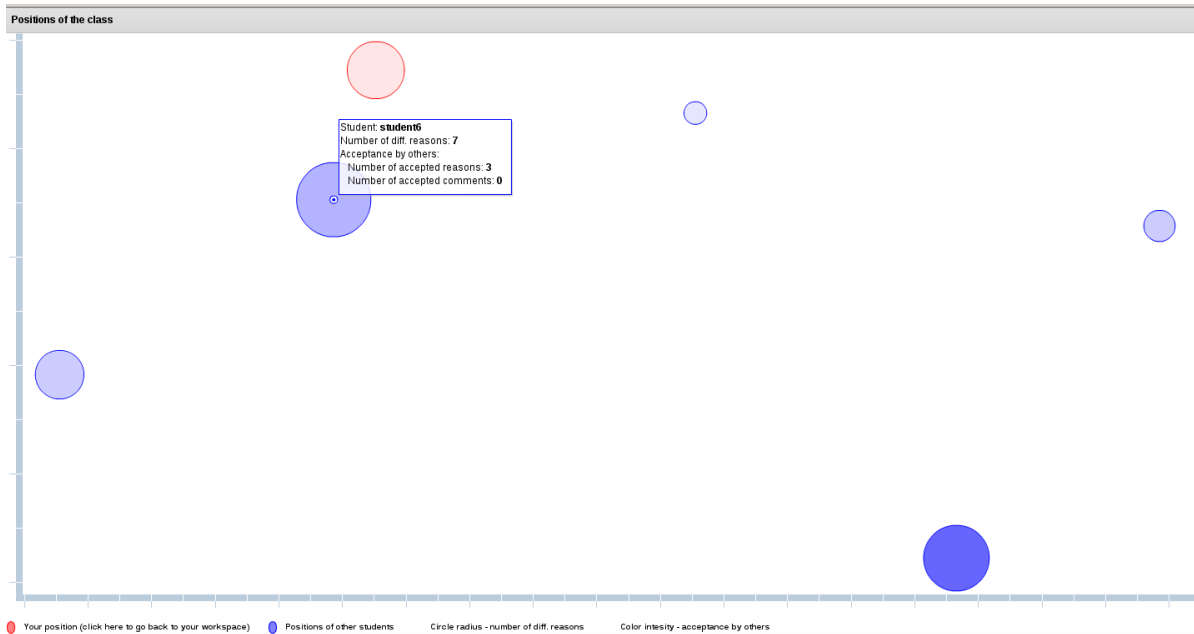 Positions of the class
Student: student6
Number of diff. reasons: 7
Acceptance by others:
Number of accepted reasons: 3
Number of accepted comments: 0
Your position (click here to go back to your workspace) Positions of other students Circle radius - number of diff. reasons Color intesity - acceptance by others